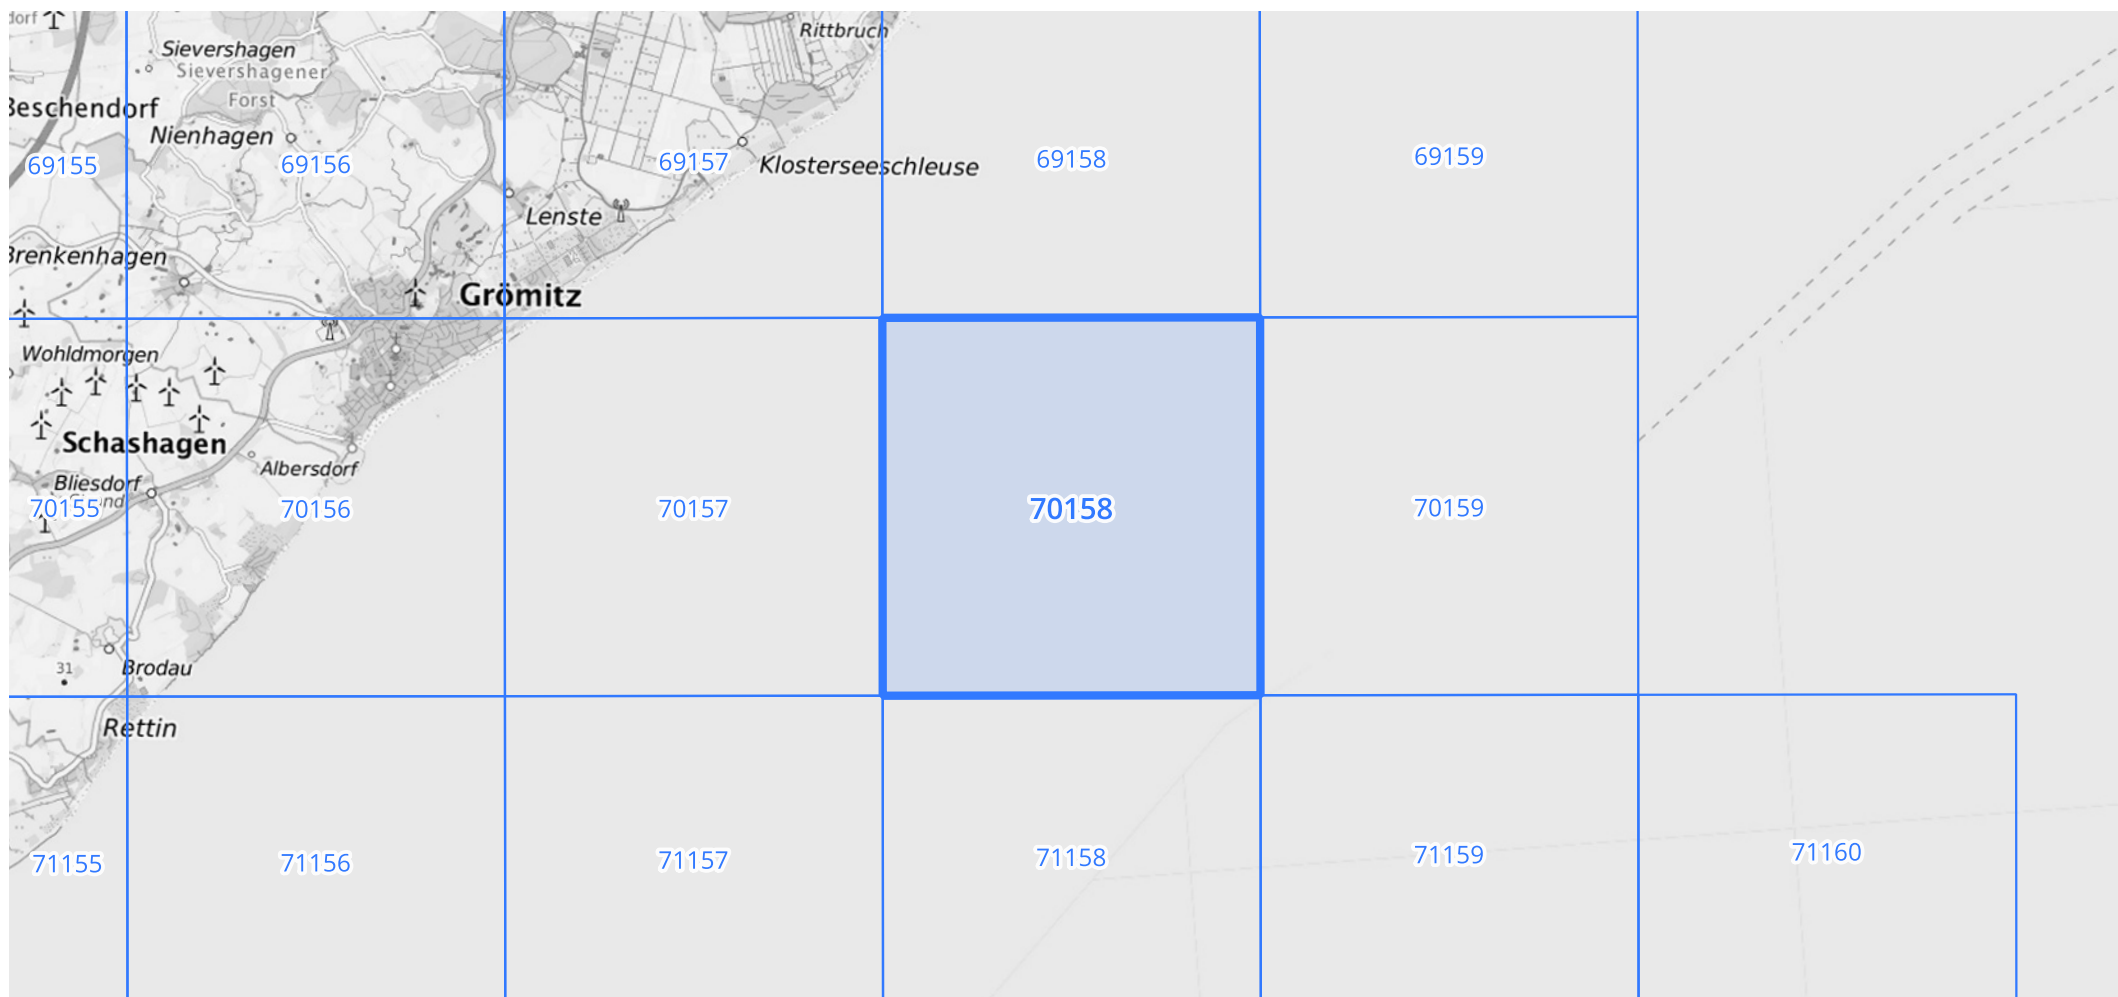 dorf
Rittbruch
Sievershagen
Sievershagener
Forst
Beschendorf
Nienhagen
69155
69156
69157
Klosterseeschleuse
69158
69159
Lenste
Brenkenhagen
Grömitz
Wohldmorgen
Schashagen
Albersdorf
Bliesdorf
70155
70156
70157
70158
70159
31
Brodau
Rettin
71155
71156
71157
71158
71159
71160